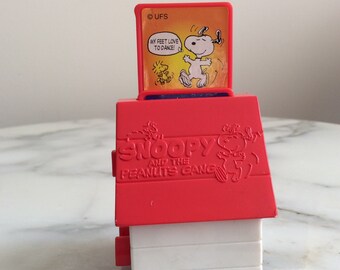 © UFS
MY FEET LOVE
TO DANCE!
SNOOPY
AND THE
PEANUTS GANG